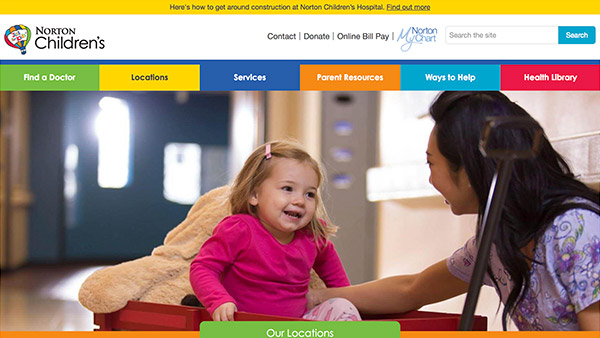 Here's how to get around construction at Norton Children's Hospital. Find out more
NORTON
Children's
Contact | Donate | Online Bill Pay |
Norton
MyChart
Search the site
Search
Find a Doctor
Locations
Services
Parent Resources
Ways to Help
Health Library
Our Locations